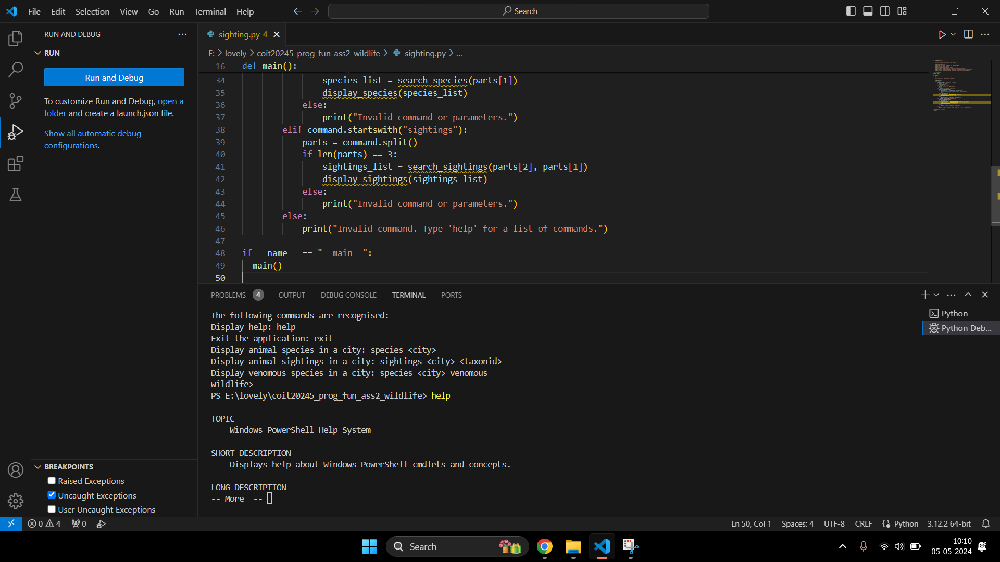 File Edit Selection View Go Run Terminal Help
Search
RUN AND DEBUG
RUN
Run and Debug
To customize Run and Debug, open a
folder and create a launch.json file.
Show all automatic debug
configurations.
sighting.py 4
E: > lovely > coit20245_prog_fun_ass2_wildlife > sighting.py > ...
16 def main():
34 species_list = search_species(parts[1])
35 display_species(species_list)
36 else:
37 print("Invalid command or parameters.")
38 elif command.startswith("sightings"):
39 parts = command.split()
40 if len(parts) == 3:
41 sightings_list = search_sightings(parts[2], parts[1])
42 display_sightings(sightings_list)
43 else:
44 print("Invalid command or parameters.")
45 else:
46 print("Invalid command. Type 'help' for a list of commands.")
47
48 if __name__ == "__main__":
49 main()
50
PROBLEMS 4 OUTPUT DEBUG CONSOLE TERMINAL PORTS
The following commands are recognised:
Display help: help
Exit the application: exit
Display animal species in a city: species <city>
Display animal sightings in a city: sightings <city> <taxonid>
Display venomous species in a city: species <city> venomous
wildlife>
PS E:\lovely\coit20245_prog_fun_ass2_wildlife> help
TOPIC
Windows PowerShell Help System
SHORT DESCRIPTION
Displays help about Windows PowerShell cmdlets and concepts.
LONG DESCRIPTION
-- More --
Python
Python Deb...
BREAKPOINTS
Raised Exceptions
Uncaught Exceptions
User Uncaught Exceptions
0 4 0
Ln 50, Col 1 Spaces: 4 UTF-8 CRLF Python 3.12.2 64-bit
Search
10:10
05-05-2024